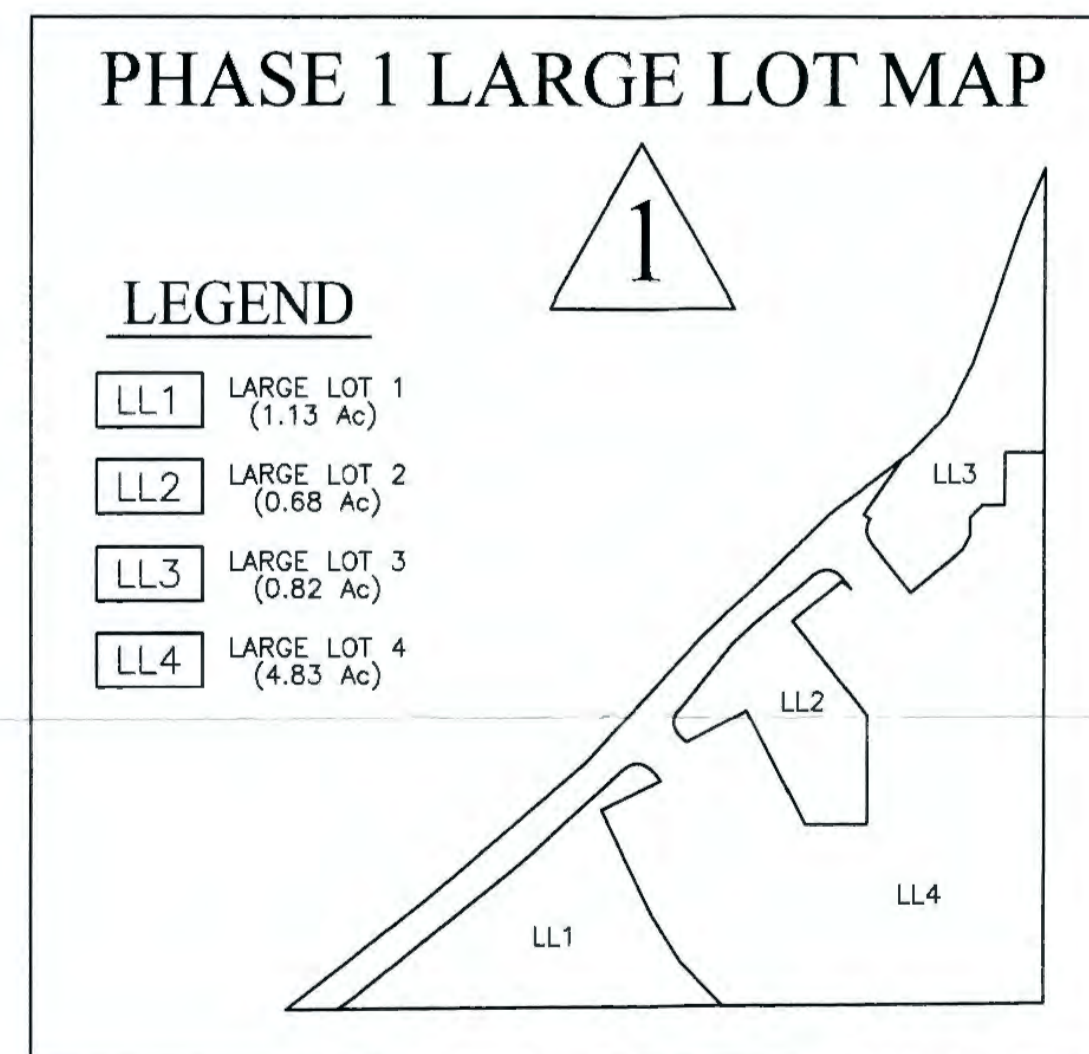 PHASE 1 LARGE LOT MAP
1
LEGEND
LL1 LARGE LOT 1
(1.13 Ac)
LL2 LARGE LOT 2
(0.68 Ac)
LL3 LARGE LOT 3
(0.82 Ac)
LL4 LARGE LOT 4
(4.83 Ac)
LL3
LL2
LL4
LL1